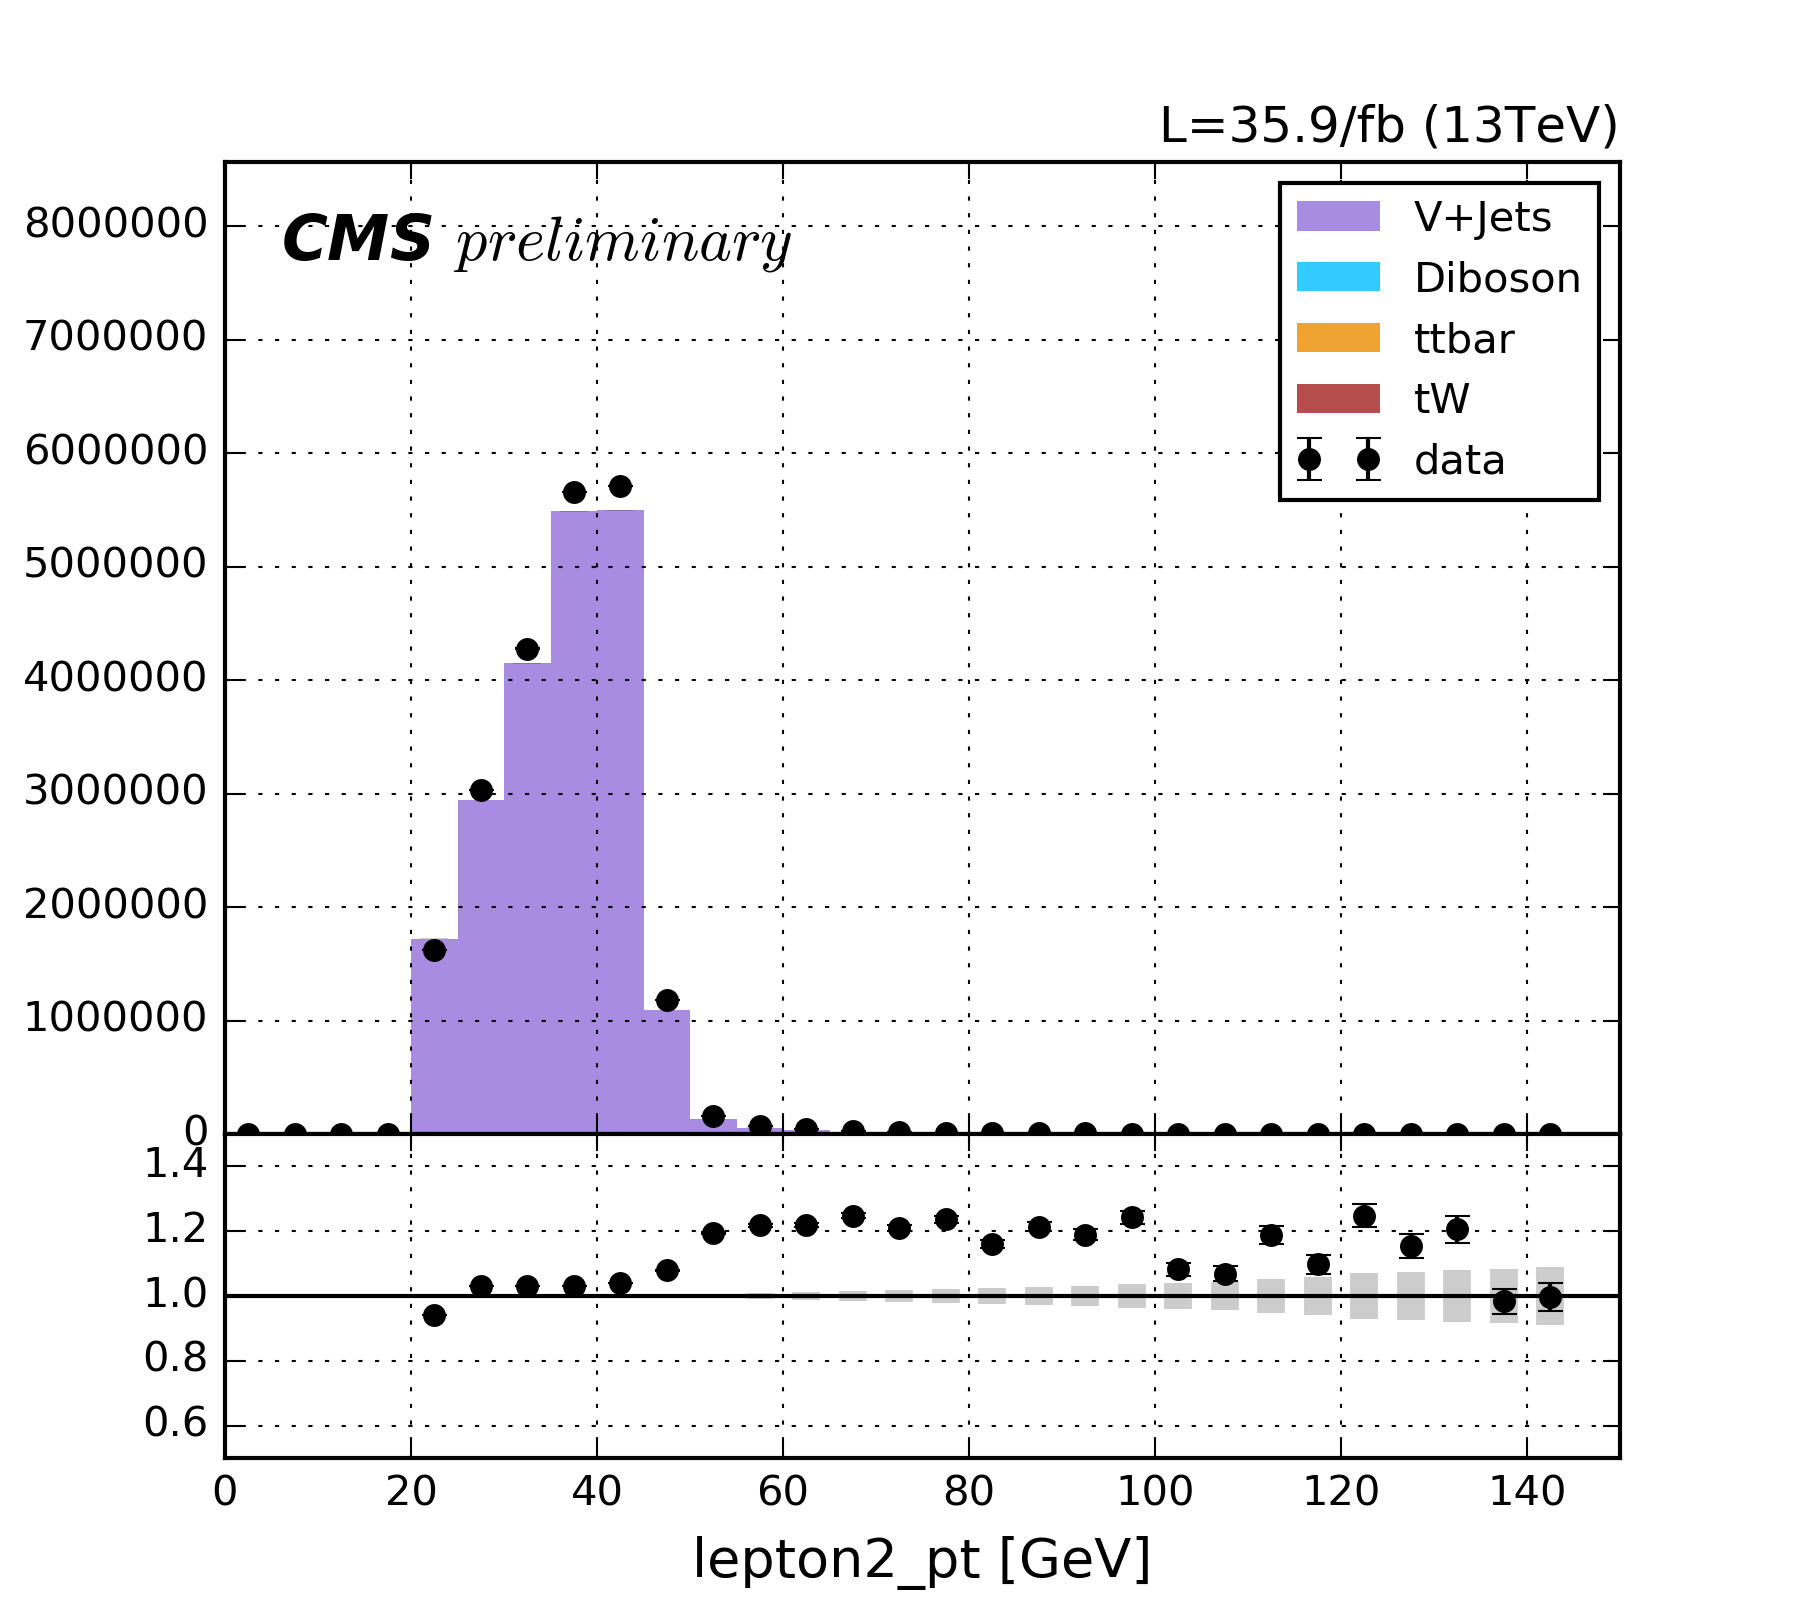 L=35.9/fb (13TeV)
CMS preliminary
V+Jets
Diboson
ttbar
tW
data
8000000
7000000
6000000
5000000
4000000
3000000
2000000
1000000
0
1.4
1.2
1.0
0.8
0.6
0 20 40 60 80 100 120 140
lepton2_pt [GeV]